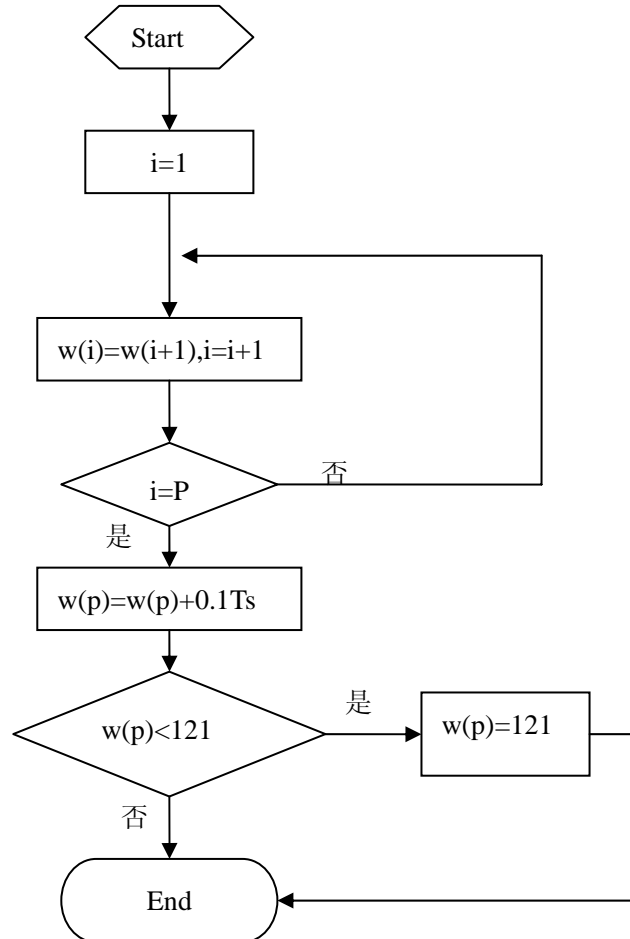 Start
i=1
w(i)=w(i+1),i=i+1
i=P
否
是
w(p)=w(p)+0.1Ts
w(p)<121
是
w(p)=121
否
End